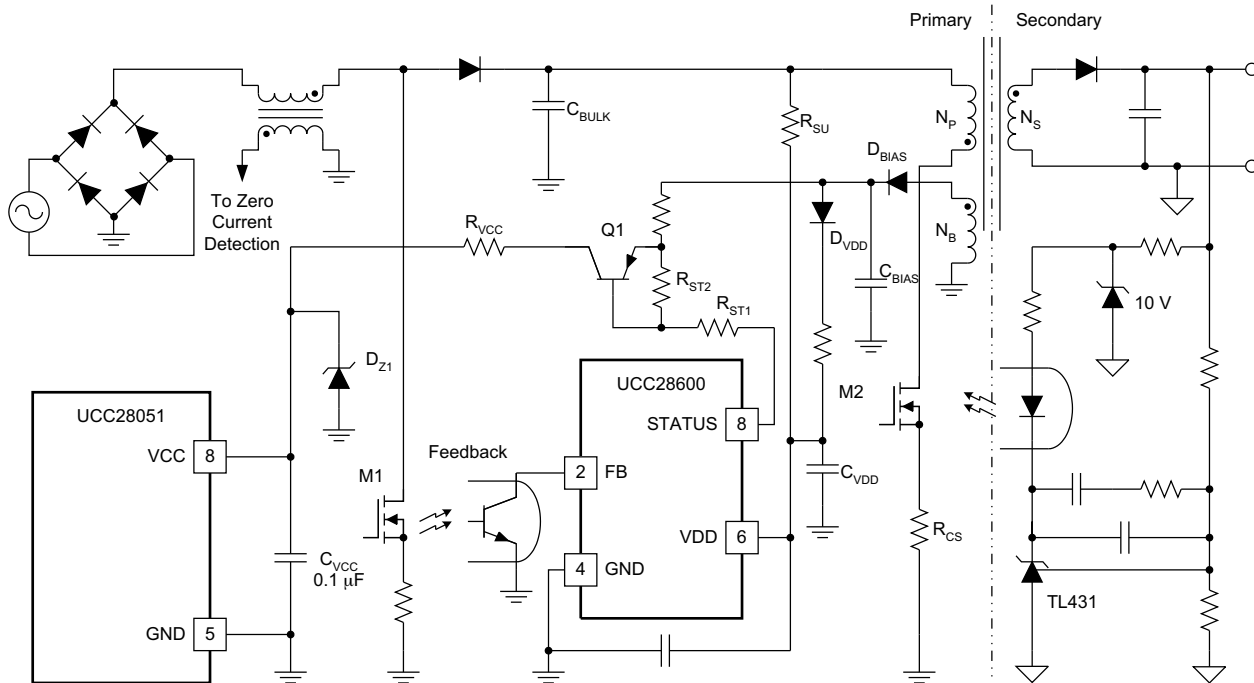 Primary
Secondary
C_BULK
R_SU
N_P
N_S
D_BIAS
To Zero
Current
Detection
R_VCC
Q1
D_VDD
N_B
C_BIAS
R_ST2
R_ST1
10 V
D_Z1
UCC28051
UCC28600
M2
VCC
8
STATUS
8
Feedback
M1
2
FB
C_VDD
C_VCC
0.1 μF
VDD
6
R_CS
4
GND
TL431
GND
5